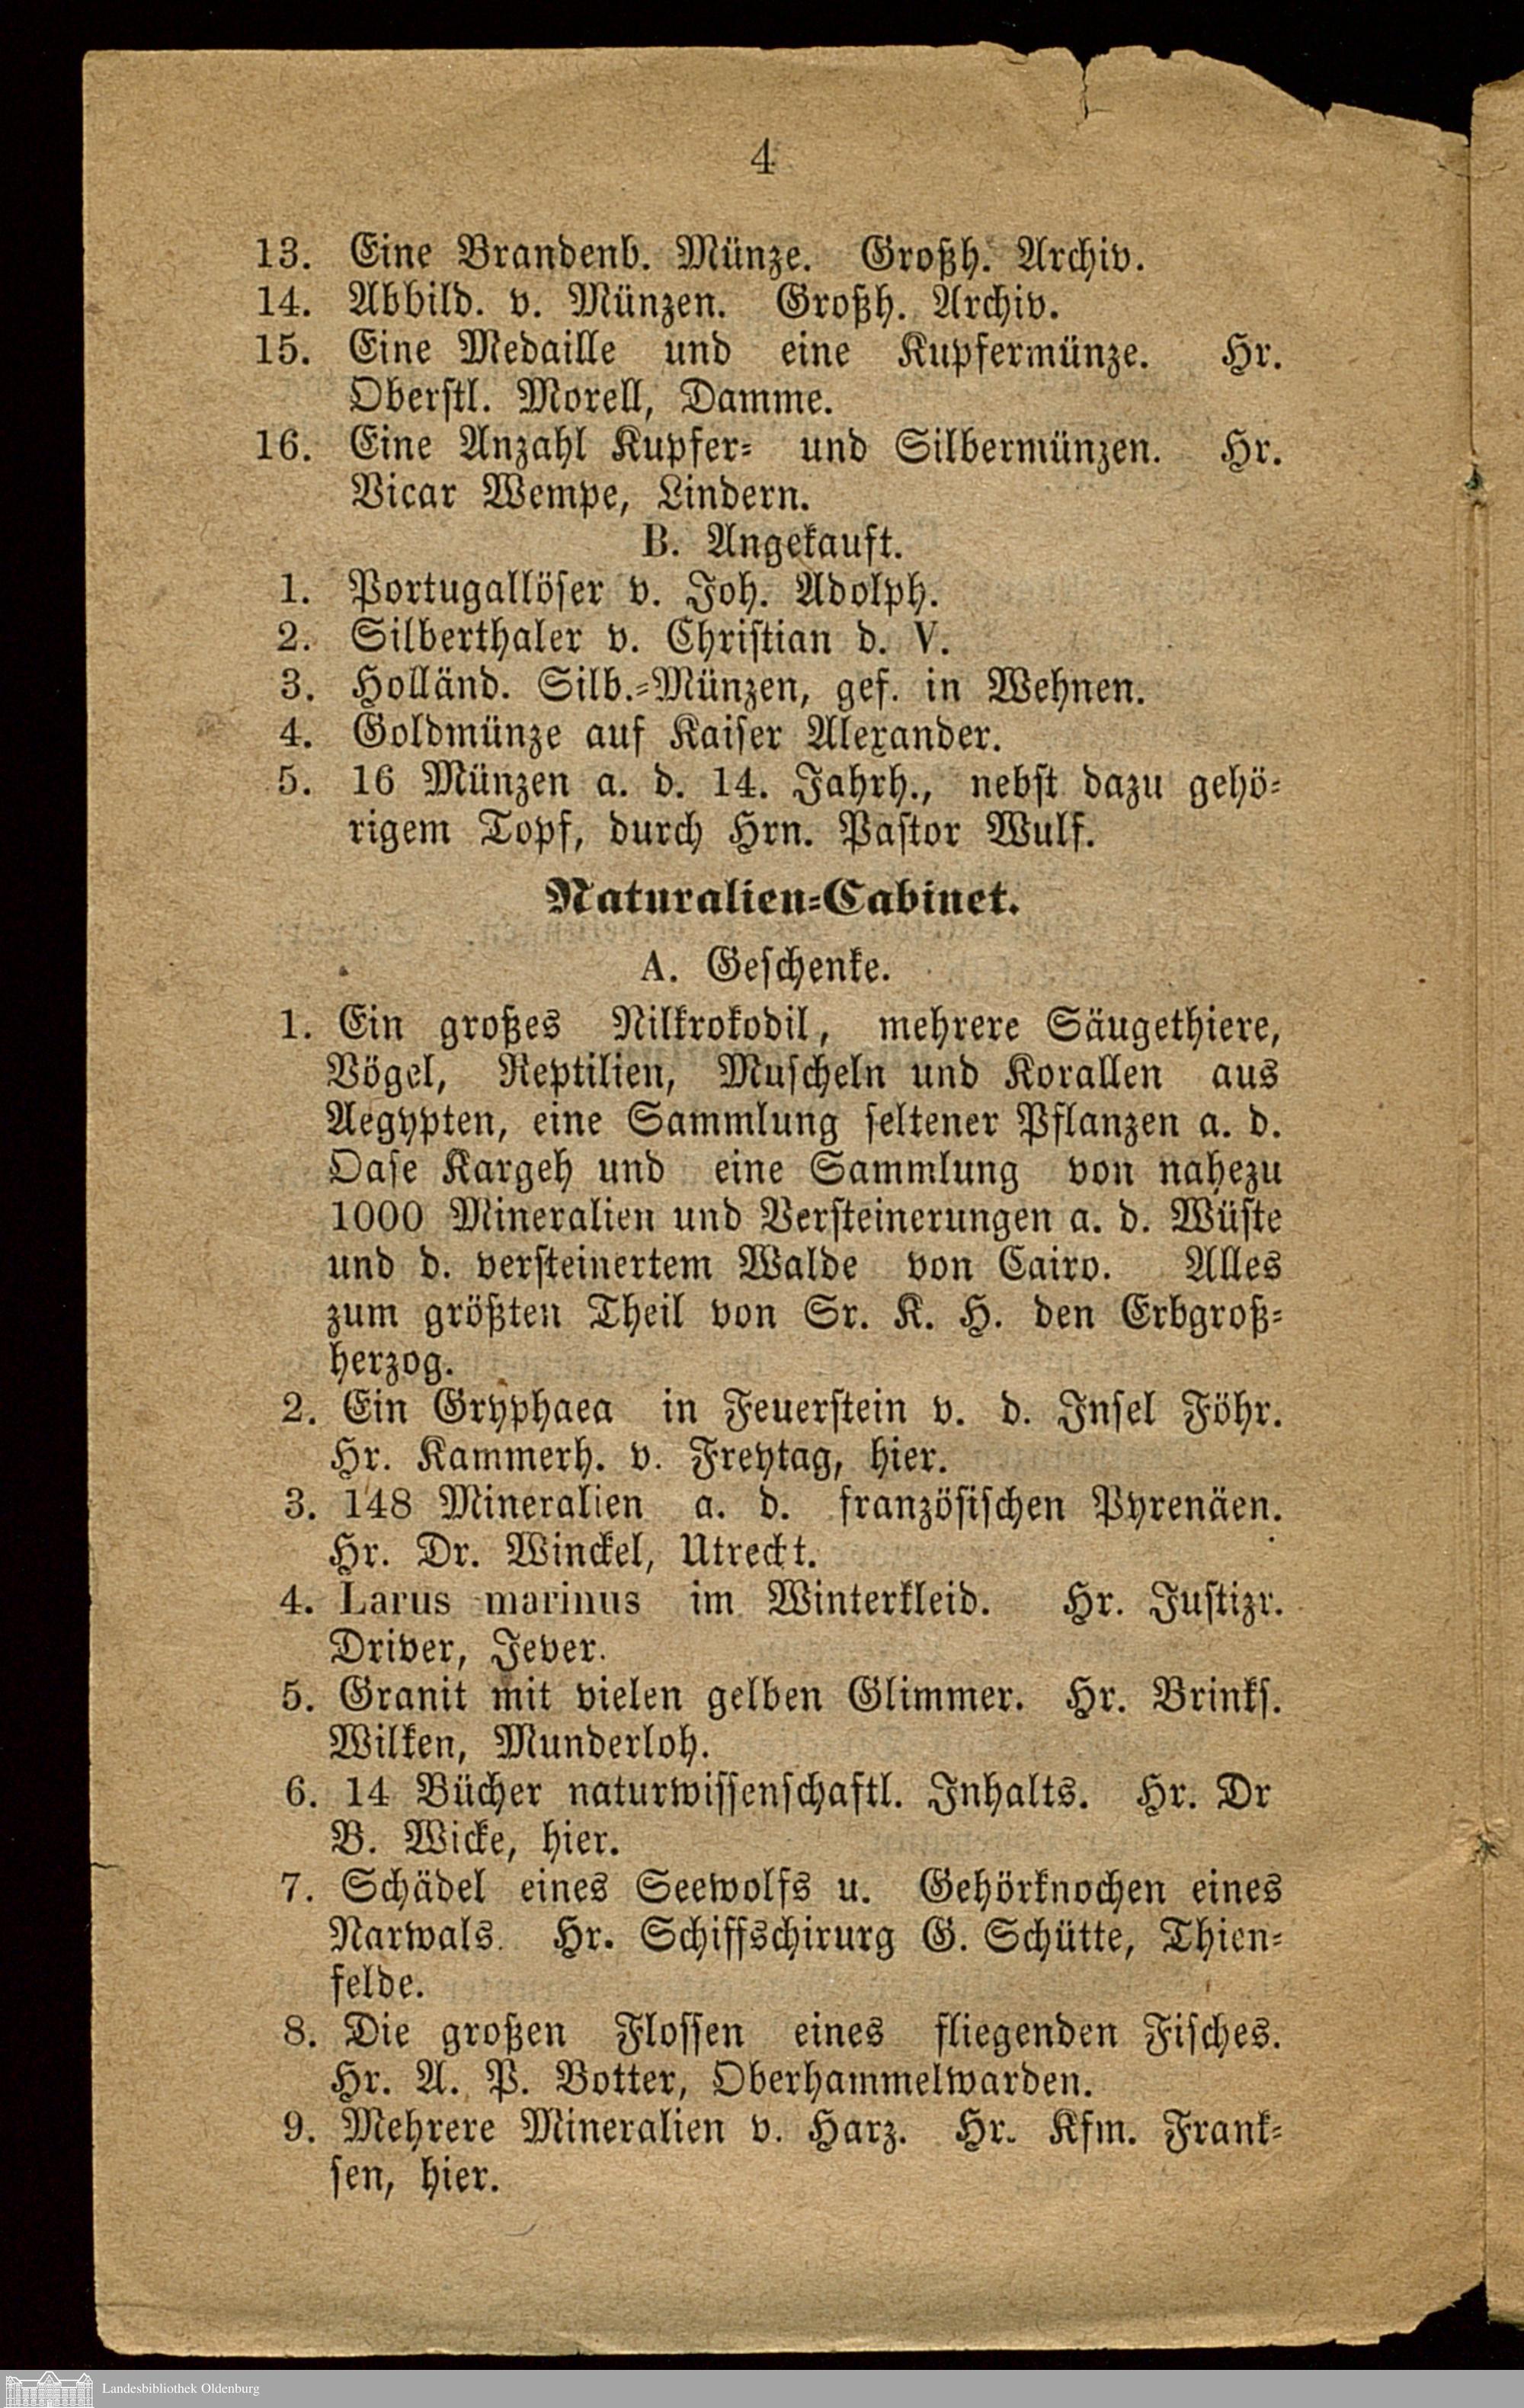 4
13. Eine Brandenb. Münze. Großh. Archiv.
14. Abbild. v. Münzen. Großh. Archiv.
15. Eine Medaille und eine Kupfermünze. Hr.
Oberstl. Morell, Damme.
16. Eine Anzahl Kupfer- und Silbermünzen. Hr.
Vicar Wempe, Lindern.
B. Angekauft.
1. Portugallöser v. Joh. Adolph.
2. Silberthaler v. Christian d. V.
3. Holländ. Silb.-Münzen, gef. in Wehnen.
4. Goldmünze auf Kaiser Alexander.
5. 16 Münzen a. d. 14. Jahrh., nebst dazu gehö-
rigem Topf, durch Hrn. Pastor Wulf.
Naturalien-Cabinet.
A. Geschenke.
1. Ein großes Nilkrokodil, mehrere Säugethiere,
Vögel, Reptilien, Muscheln und Korallen aus
Aegypten, eine Sammlung seltener Pflanzen a. d.
Oase Kargeh und eine Sammlung von nahezu
1000 Mineralien und Versteinerungen a. d. Wüste
und d. versteinertem Walde von Cairo. Alles
zum größten Theil von Sr. K. H. den Erbgroß-
herzog.
2. Ein Gryphaea in Feuerstein v. d. Insel Föhr.
Hr. Kammerh. v. Freytag, hier.
3. 148 Mineralien a. d. französischen Pyrenäen.
Hr. Dr. Winckel, Utreckt.
4. Larus marinus im Winterkleid. Hr. Justizr.
Driver, Jever.
5. Granit mit vielen gelben Glimmer. Hr. Brinks.
Wilken, Munderloh.
6. 14 Bücher naturwissenschaftl. Inhalts. Hr. Dr
B. Wicke, hier.
7. Schädel eines Seewolfs u. Gehörknochen eines
Narwals. Hr. Schiffschirurg G. Schütte, Thien-
felde.
8. Die großen Flossen eines fliegenden Fisches.
Hr. A. P. Botter, Oberhammelwarden.
9. Mehrere Mineralien v. Harz. Hr. Kfm. Frank-
sen, hier.
Landesbibliothek Oldenburg